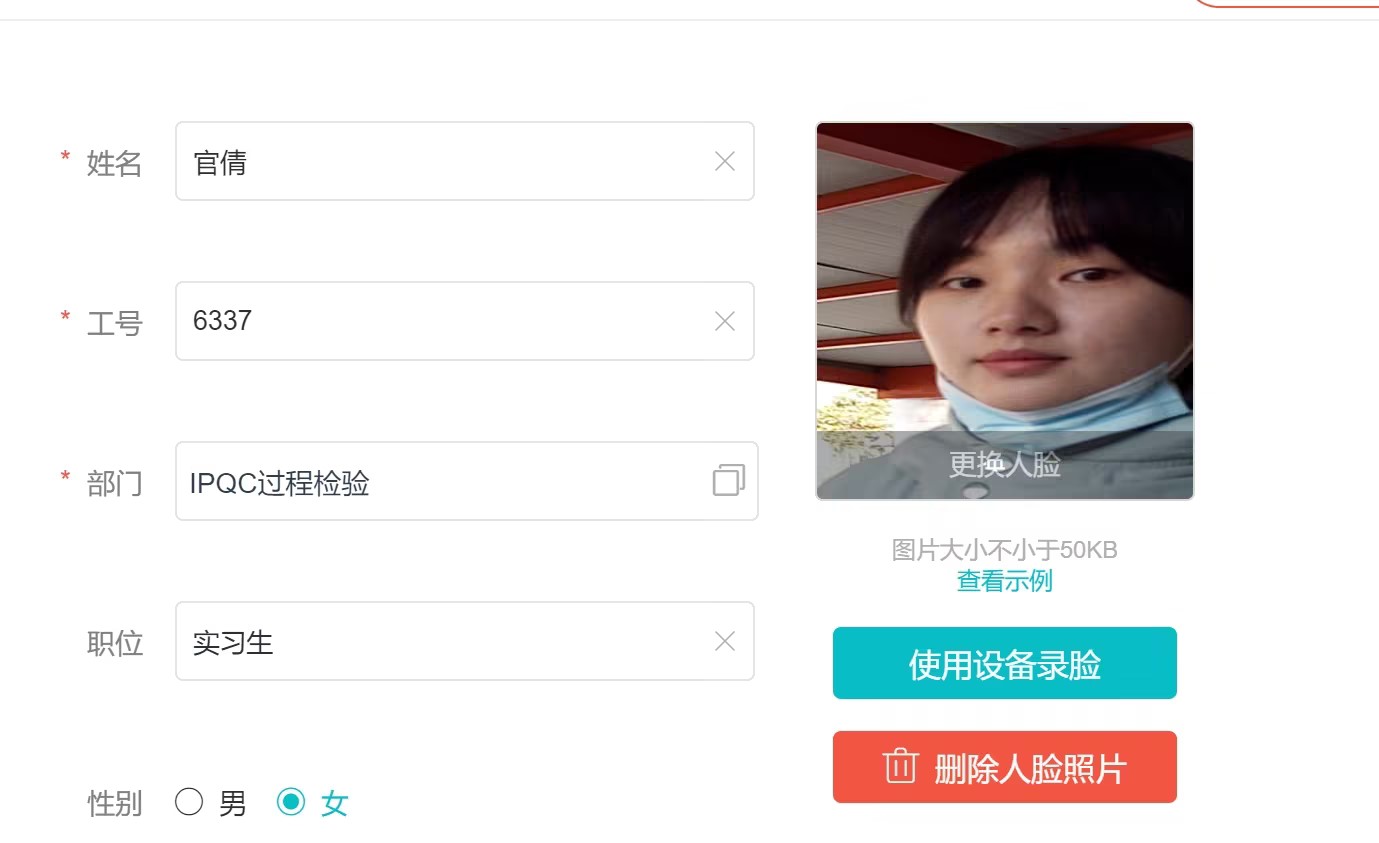 * 姓名 官倩
* 工号 6337
* 部门 IPQC过程检验
职位 实习生
性别 男 女
更换人脸
图片大小不小于50KB
查看示例
使用设备录脸
删除人脸照片